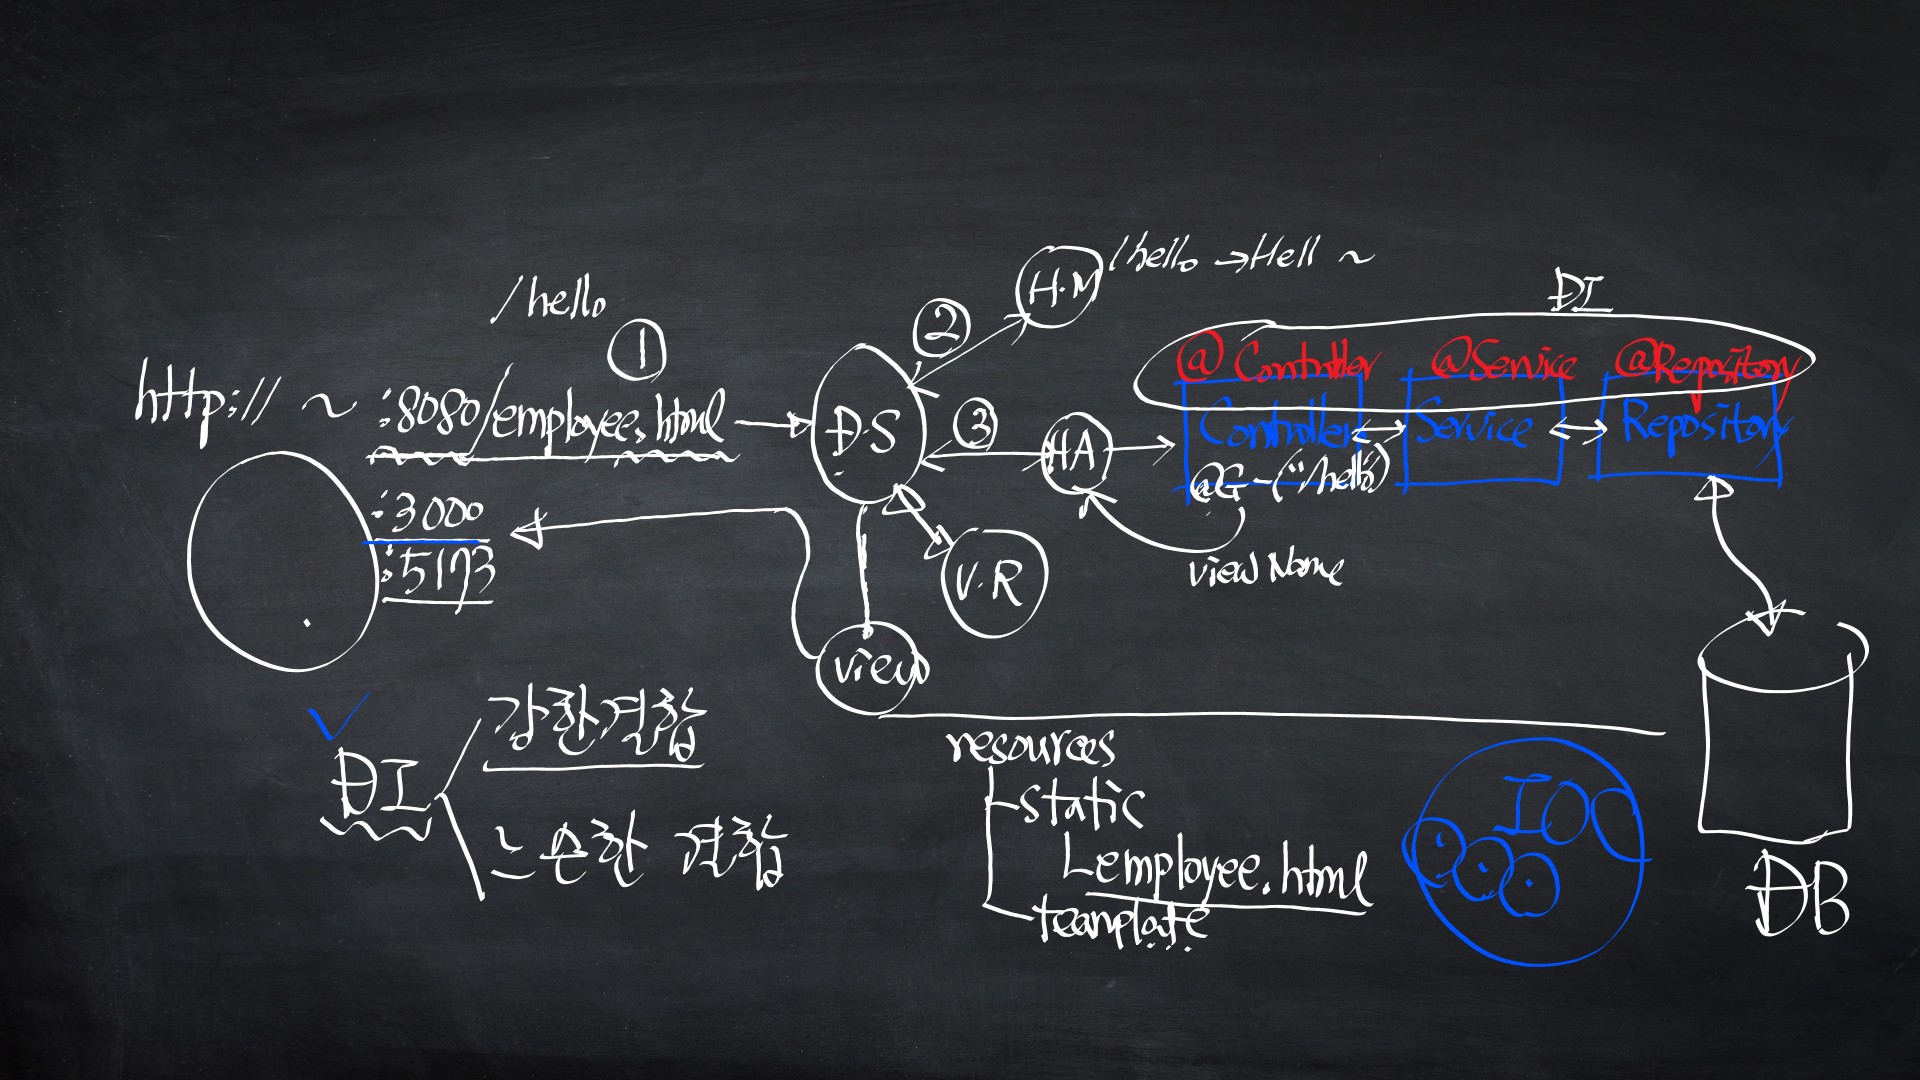 /hello → Hell ~
H.M
/hello
DI
②
①
@Controller @Service @Repository
http:// ~ :8080/employee.html
D.S
③
HA
Controller Service Repository
@G~("/hello")
:3000
:5173
V.R
view Name
view
강한결합
DI
느슨한 결합
resources
static
employee.html
template
IOC
DB